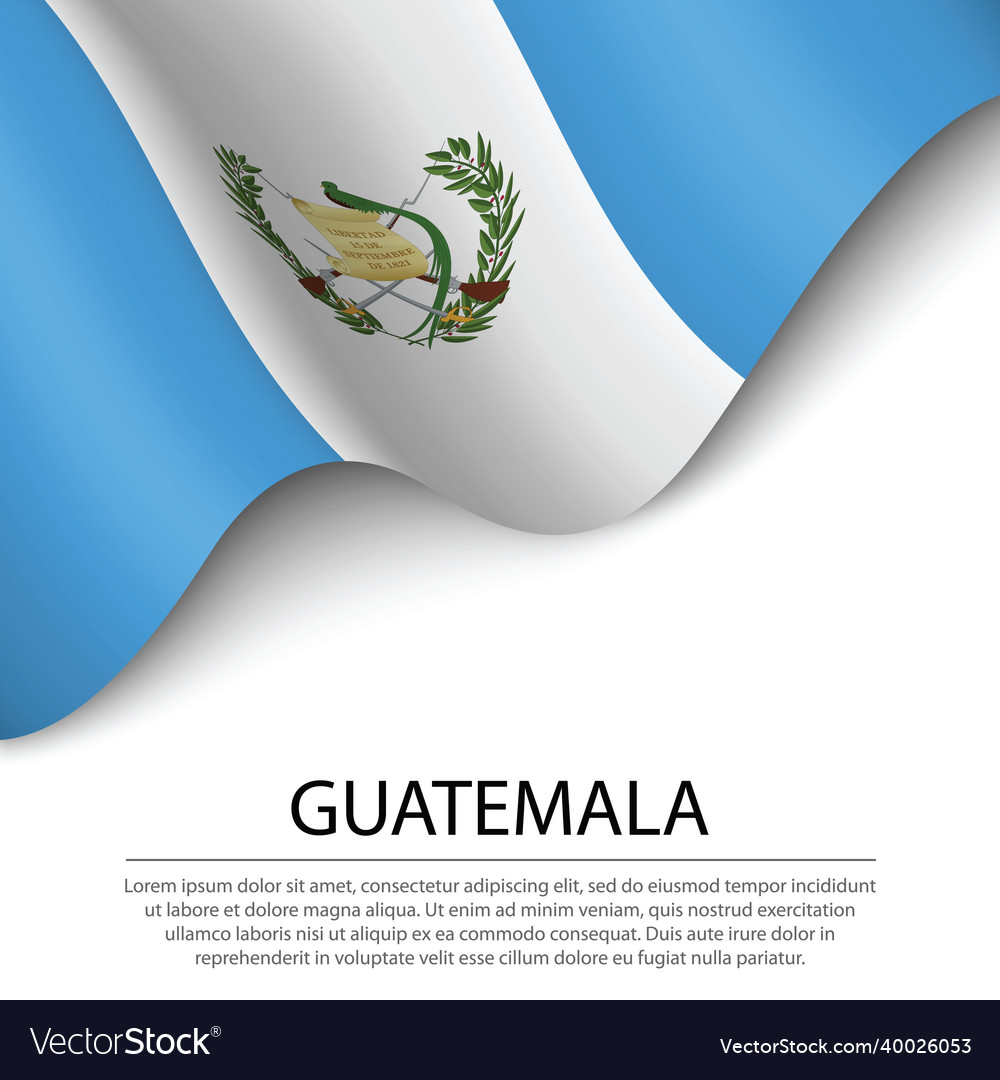 LIBERTAD
15 DE
SEPTIEMBRE
DE 1821
GUATEMALA
Lorem ipsum dolor sit amet, consectetur adipiscing elit, sed do eiusmod tempor incididunt
ut labore et dolore magna aliqua. Ut enim ad minim veniam, quis nostrud exercitation
ullamco laboris nisi ut aliquip ex ea commodo consequat. Duis aute irure dolor in
reprehenderit in voluptate velit esse cillum dolore eu fugiat nulla pariatur.
VectorStock®
VectorStock.com/40026053